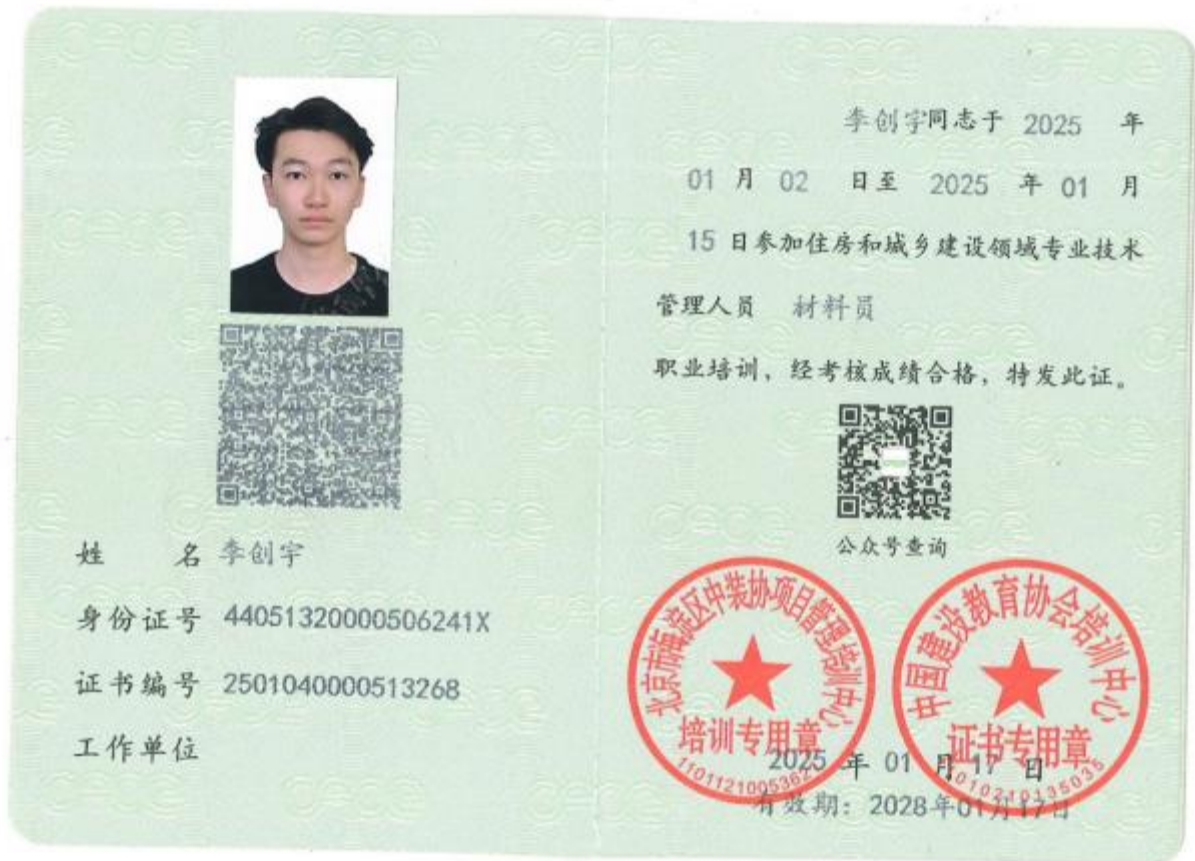 姓 名 李创宇
身份证号 44051320000506241X
证书编号 2501040000513268
工作单位
李创宇同志于 2025 年
01 月 02 日至 2025 年 01 月
15 日参加住房和城乡建设领域专业技术
管理人员 材料员
职业培训，经考核成绩合格，特发此证。
公众号查询
北京市海淀区中装协项目管理培训中心
培训专用章
中国建设教育协会培训中心
证书专用章
2025 年 01 月 17 日
有效期：2028年01月17日